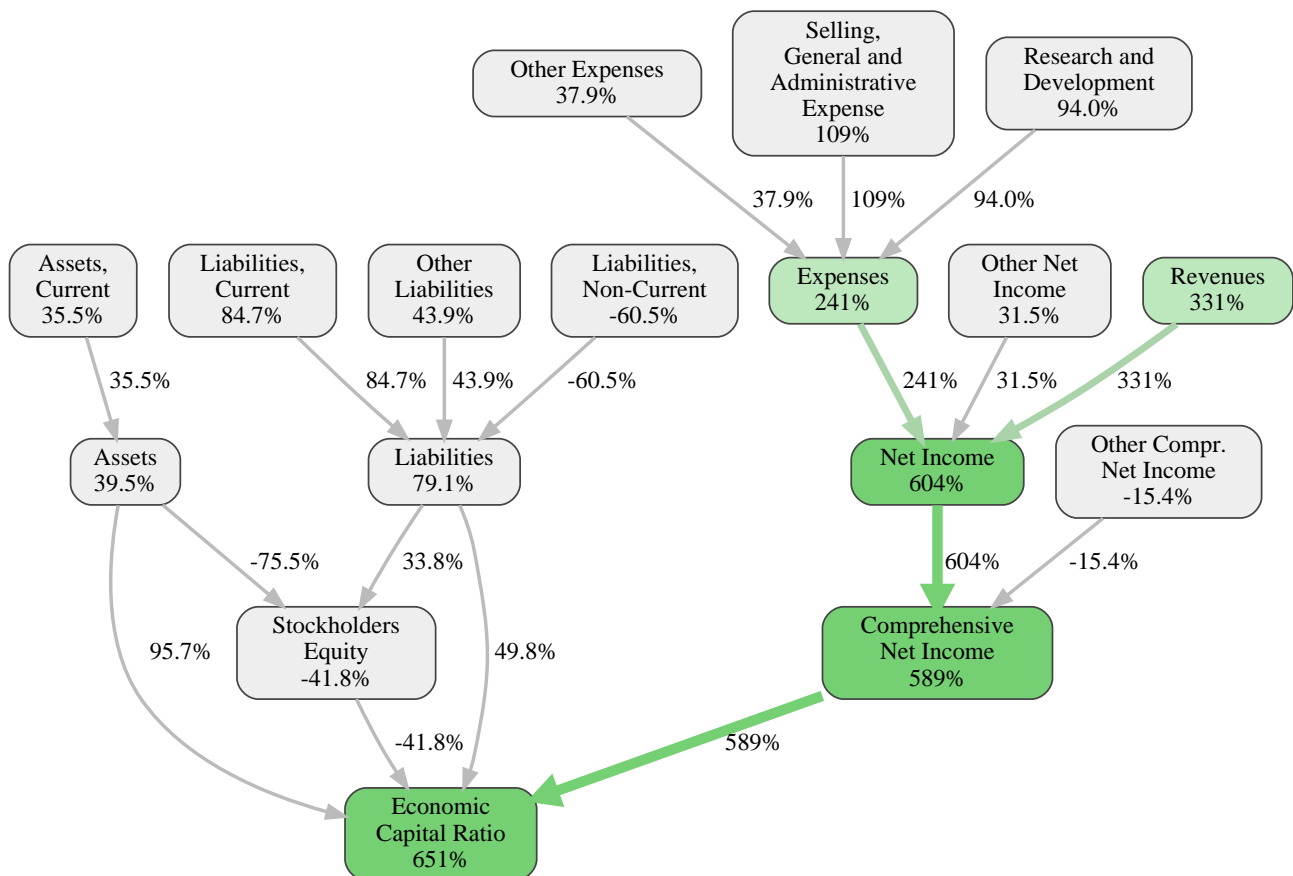 Other Expenses
37.9%
Selling,
General and
Administrative
Expense
109%
Research and
Development
94.0%
37.9%
109%
94.0%
Assets,
Current
35.5%
Liabilities,
Current
84.7%
Other
Liabilities
43.9%
Liabilities,
Non-Current
-60.5%
Expenses
241%
Other Net
Income
31.5%
Revenues
331%
35.5%
84.7%
43.9%
-60.5%
241%
31.5%
331%
Assets
39.5%
Liabilities
79.1%
Net Income
604%
Other Compr.
Net Income
-15.4%
-75.5%
33.8%
604%
-15.4%
95.7%
Stockholders
Equity
-41.8%
49.8%
Comprehensive
Net Income
589%
-41.8%
589%
Economic
Capital Ratio
651%